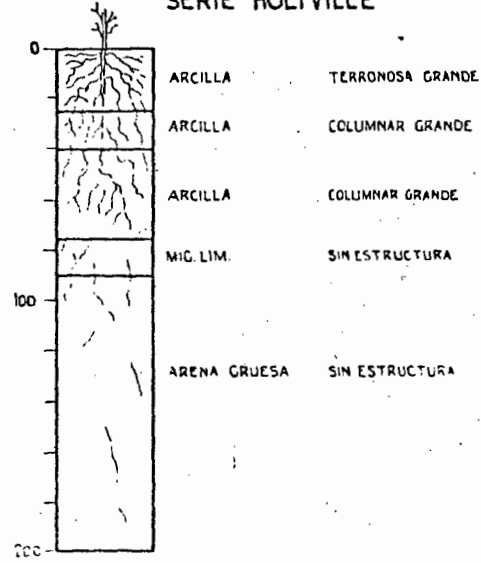 SERIE HOLTVILLE
0
ARCILLA TERRONOSA GRANDE
ARCILLA COLUMNAR GRANDE
ARCILLA COLUMNAR GRANDE
MIG. LIM. SIN ESTRUCTURA
100
ARENA GRUESA SIN ESTRUCTURA
200